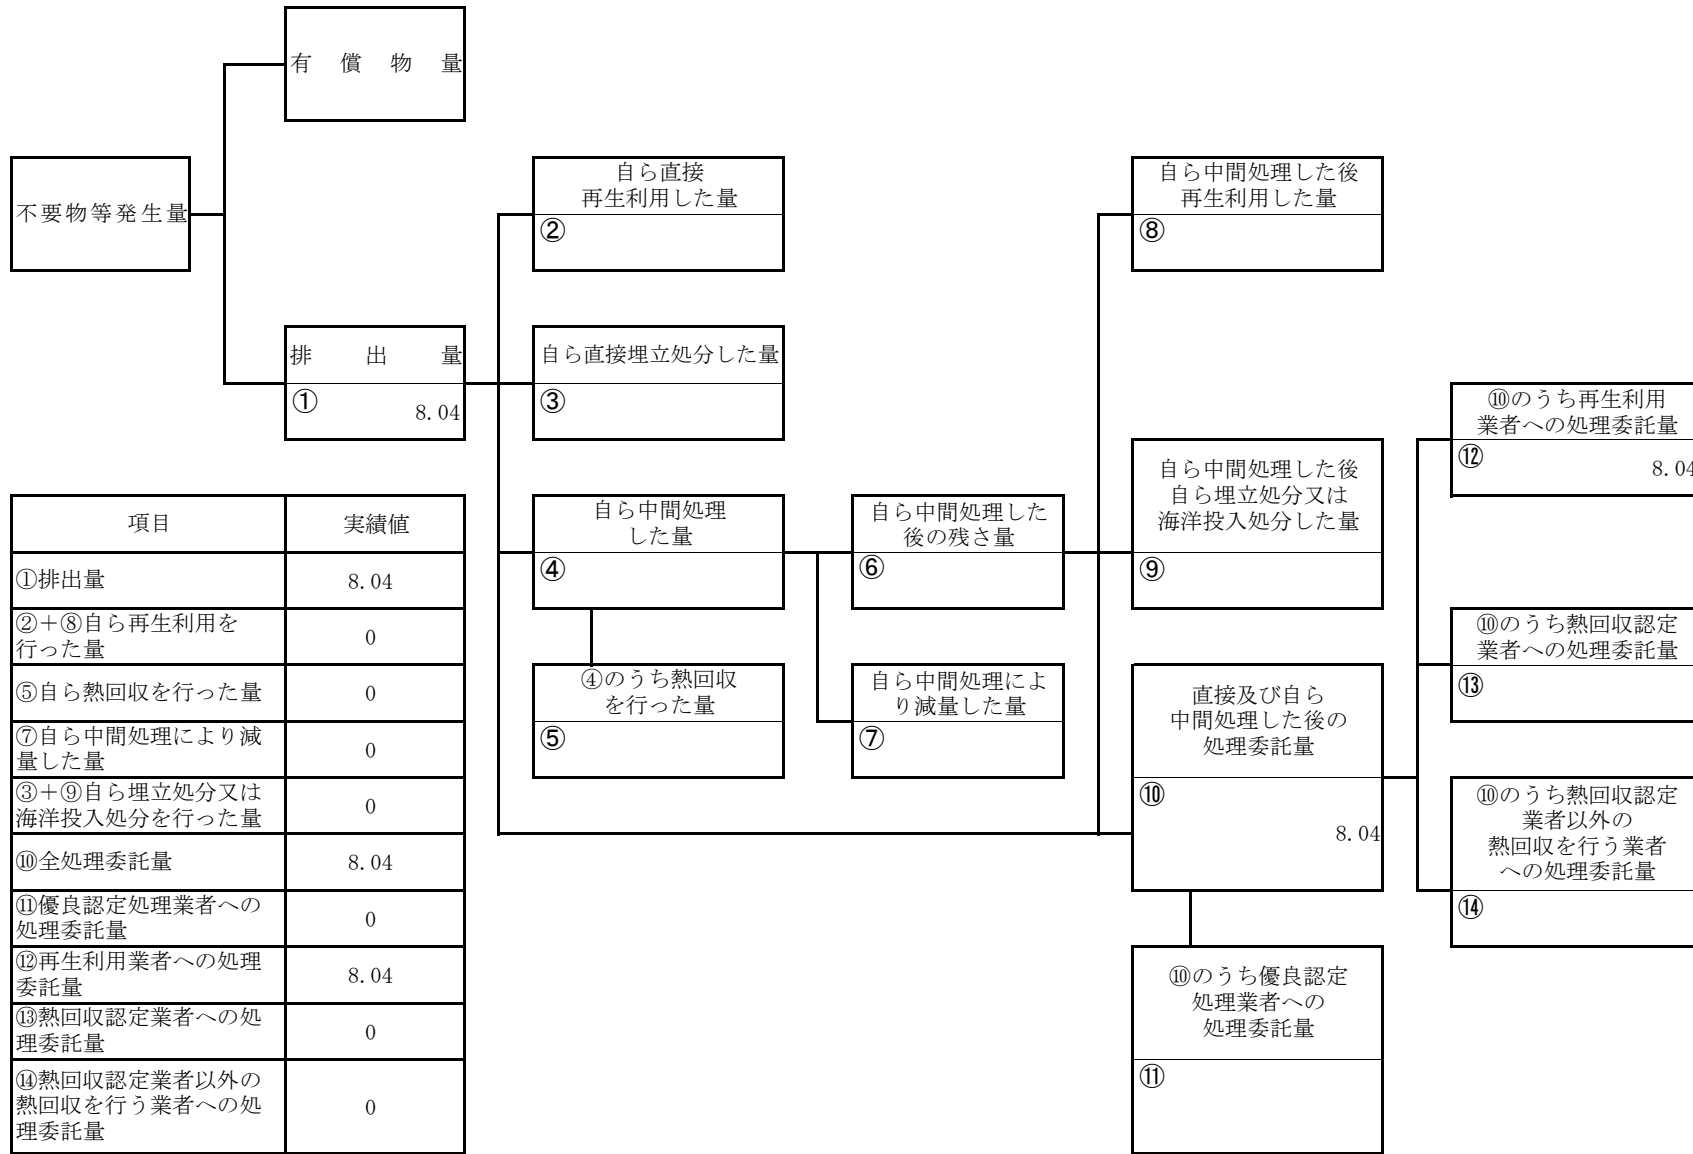 有償物量
不要物等発生量
自ら直接
再生利用した量
②
自ら中間処理した後
再生利用した量
⑧
排出量
①
8.04
自ら直接埋立処分した量
③
⑩のうち再生利用
業者への処理委託量
⑫
8.04
自ら中間処理
した量
④
自ら中間処理した
後の残さ量
⑥
自ら中間処理した後
自ら埋立処分又は
海洋投入処分した量
⑨
④のうち熱回収
を行った量
⑤
自ら中間処理によ
り減量した量
⑦
直接及び自ら
中間処理した後の
処理委託量
⑩
8.04
⑩のうち熱回収認定
業者への処理委託量
⑬
⑩のうち熱回収認定
業者以外の
熱回収を行う業者
への処理委託量
⑭
⑩のうち優良認定
処理業者への
処理委託量
⑪
項目 実績値
①排出量 8.04
②+⑧自ら再生利用を
行った量 0
⑤自ら熱回収を行った量 0
⑦自ら中間処理により減
量した量 0
③+⑨自ら埋立処分又は
海洋投入処分を行った量 0
⑩全処理委託量 8.04
⑪優良認定処理業者への
処理委託量 0
⑫再生利用業者への処理
委託量 8.04
⑬熱回収認定業者への処
理委託量 0
⑭熱回収認定業者以外の
熱回収を行う業者への処
理委託量 0